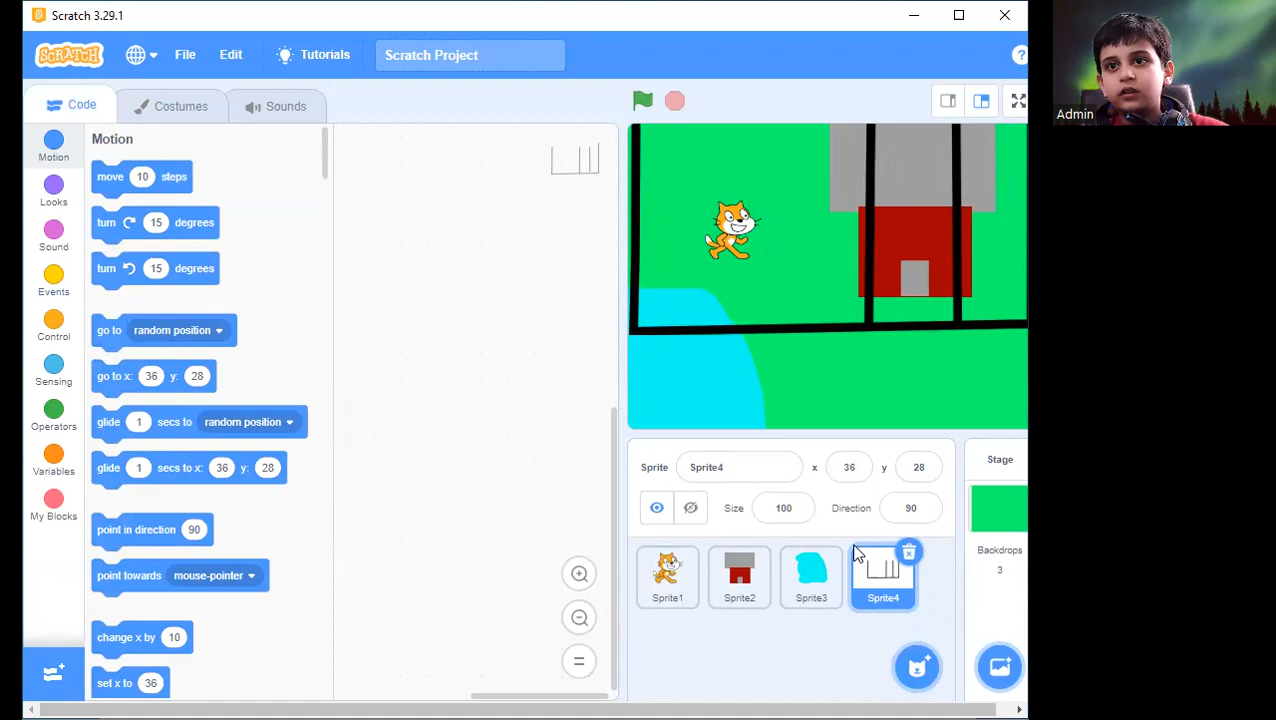 Scratch 3.29.1
SCRATCH File Edit Tutorials Scratch Project ?
Code Costumes Sounds
Motion
Looks
Sound
Events
Control
Sensing
Operators
Variables
My Blocks
Motion
move 10 steps
turn 15 degrees
turn 15 degrees
go to random position
go to x: 36 y: 28
glide 1 secs to random position
glide 1 secs to x: 36 y: 28
point in direction 90
point towards mouse-pointer
change x by 10
set x to 36
Sprite Sprite4 x 36 y 28
Size 100 Direction 90
Sprite1 Sprite2 Sprite3 Sprite4
Stage
Backdrops
3
Admin